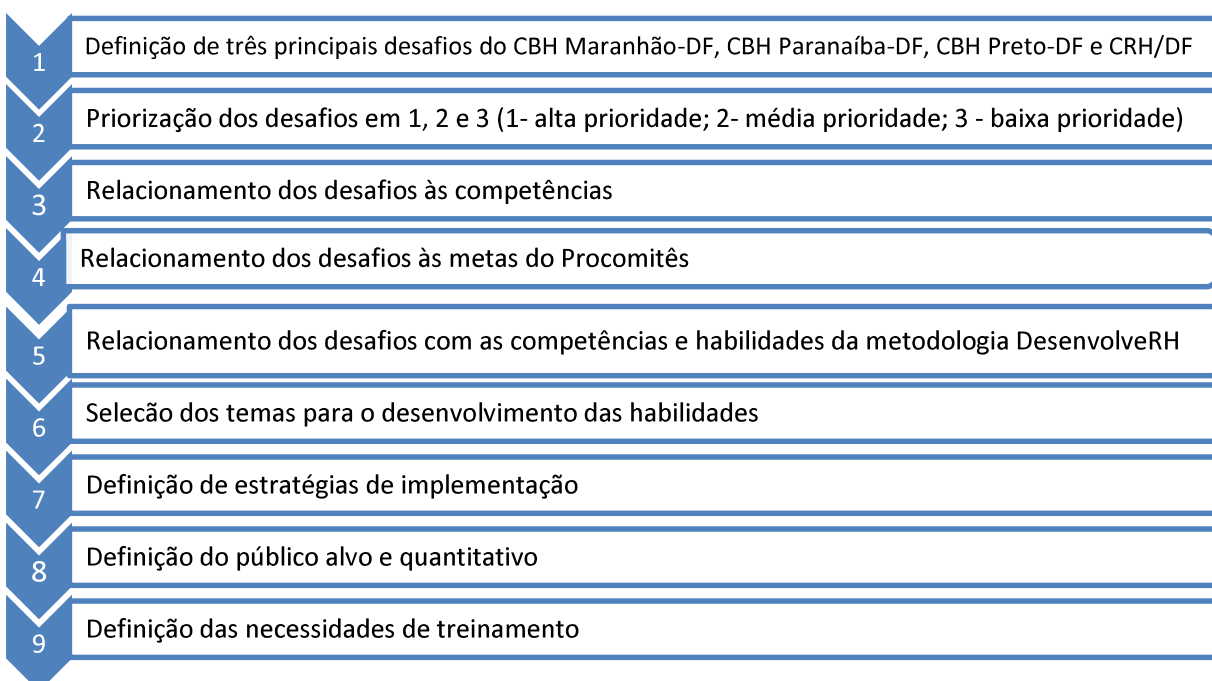 1 Definição de três principais desafios do CBH Maranhão-DF, CBH Paranaíba-DF, CBH Preto-DF e CRH/DF
2 Priorização dos desafios em 1, 2 e 3 (1- alta prioridade; 2- média prioridade; 3 - baixa prioridade)
3 Relacionamento dos desafios às competências
4 Relacionamento dos desafios às metas do Procomitês
5 Relacionamento dos desafios com as competências e habilidades da metodologia DesenvolveRH
6 Selecão dos temas para o desenvolvimento das habilidades
7 Definição de estratégias de implementação
8 Definição do público alvo e quantitativo
9 Definição das necessidades de treinamento